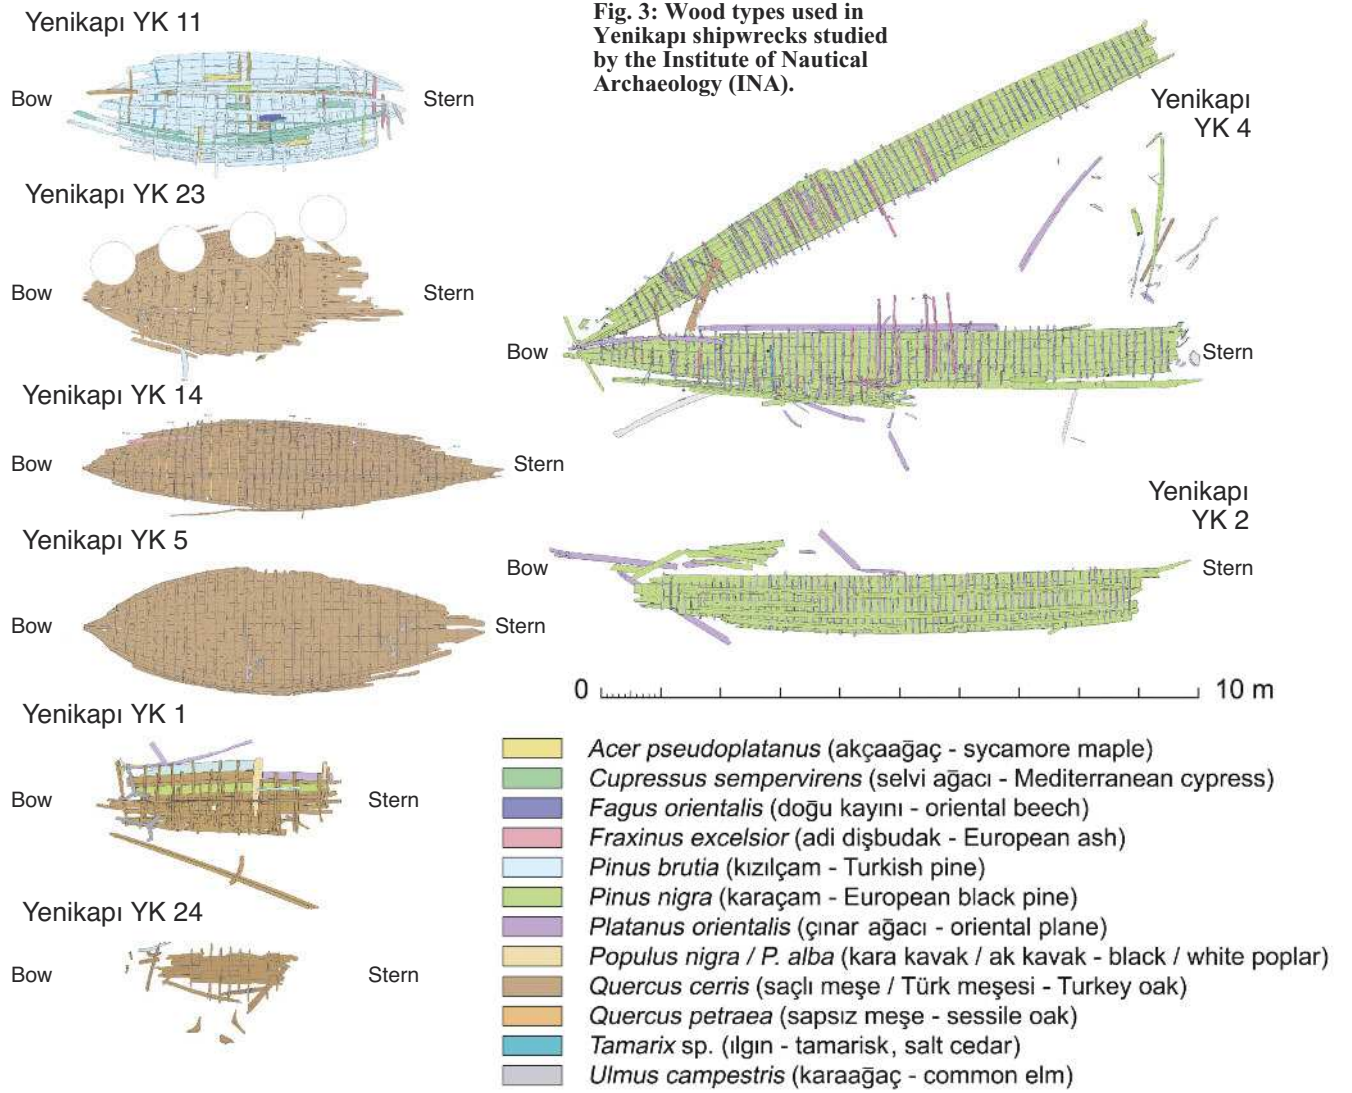 Fig. 3: Wood types used in
Yenikapı shipwrecks studied
by the Institute of Nautical
Archaeology (INA).
Yenikapı YK 11
Bow
Stern
Yenikapı YK 23
Bow
Stern
Yenikapı YK 14
Bow
Stern
Yenikapı YK 5
Bow
Stern
Yenikapı YK 1
Bow
Stern
Yenikapı YK 24
Bow
Stern
Yenikapı
YK 4
Bow
Stern
Yenikapı
YK 2
Bow
Stern
0 10 m
Acer pseudoplatanus (akçaağaç - sycamore maple)
Cupressus sempervirens (selvi ağacı - Mediterranean cypress)
Fagus orientalis (doğu kayını - oriental beech)
Fraxinus excelsior (adi dişbudak - European ash)
Pinus brutia (kızılçam - Turkish pine)
Pinus nigra (karaçam - European black pine)
Platanus orientalis (çınar ağacı - oriental plane)
Populus nigra / P. alba (kara kavak / ak kavak - black / white poplar)
Quercus cerris (saçlı meşe / Türk meşesi - Turkey oak)
Quercus petraea (sapsız meşe - sessile oak)
Tamarix sp. (ılgın - tamarisk, salt cedar)
Ulmus campestris (karaağaç - common elm)